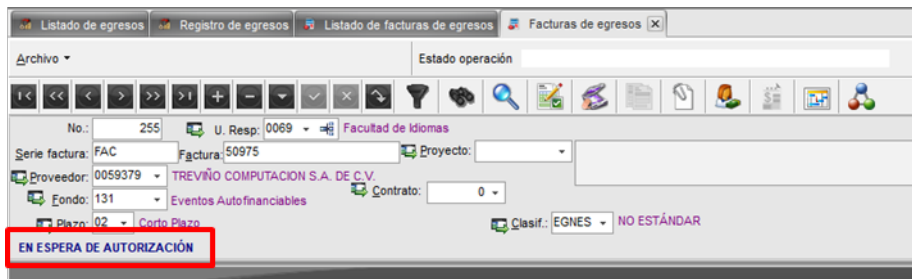 Listado de egresos Registro de egresos Listado de facturas de egresos Facturas de egresos
Archivo Estado operación
No.: 255 U. Resp: 0069 Facultad de Idiomas
Serie factura: FAC Factura: 50975 Proyecto:
Proveedor: 0059379 TREVIÑO COMPUTACION S.A. DE C.V.
Fondo: 131 Eventos Autofinanciables Contrato: 0
Plazo: 02 Corto Plazo Clasif.: EGNES NO ESTÁNDAR
EN ESPERA DE AUTORIZACIÓN